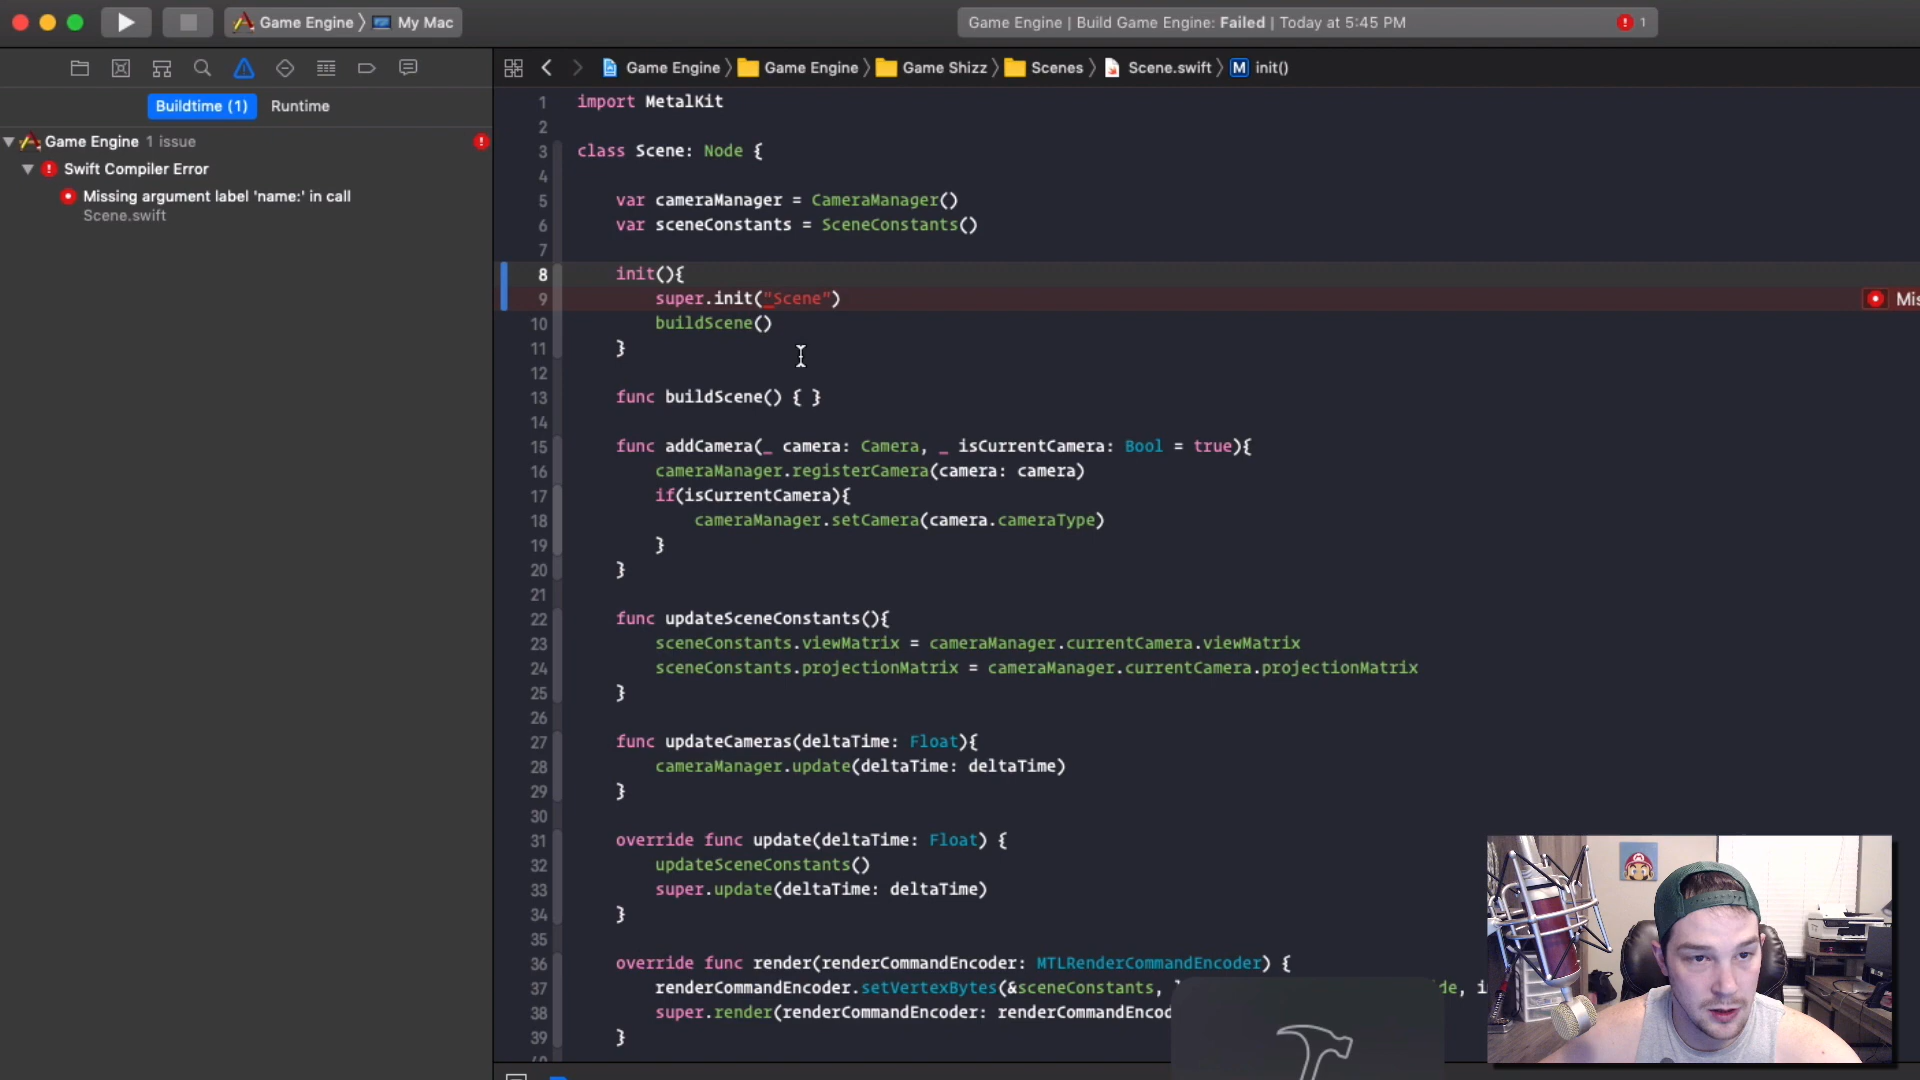 Game Engine My Mac
Game Engine | Build Game Engine: Failed | Today at 5:45 PM 1
Game Engine Game Engine Game Shizz Scenes Scene.swift M init()
Buildtime (1) Runtime
Game Engine 1 issue
Swift Compiler Error
Missing argument label 'name:' in call
Scene.swift
1 import MetalKit
2
3 class Scene: Node {
4
5 var cameraManager = CameraManager()
6 var sceneConstants = SceneConstants()
7
8 init(){
9 super.init("Scene") Mis
10 buildScene()
11 }
12
13 func buildScene() { }
14
15 func addCamera(_ camera: Camera, _ isCurrentCamera: Bool = true){
16 cameraManager.registerCamera(camera: camera)
17 if(isCurrentCamera){
18 cameraManager.setCamera(camera.cameraType)
19 }
20 }
21
22 func updateSceneConstants(){
23 sceneConstants.viewMatrix = cameraManager.currentCamera.viewMatrix
24 sceneConstants.projectionMatrix = cameraManager.currentCamera.projectionMatrix
25 }
26
27 func updateCameras(deltaTime: Float){
28 cameraManager.update(deltaTime: deltaTime)
29 }
30
31 override func update(deltaTime: Float) {
32 updateSceneConstants()
33 super.update(deltaTime: deltaTime)
34 }
35
36 override func render(renderCommandEncoder: MTLRenderCommandEncoder) {
37 renderCommandEncoder.setVertexBytes(&sceneConstants, de, i
38 super.render(renderCommandEncoder: renderCommandEncod
39 }